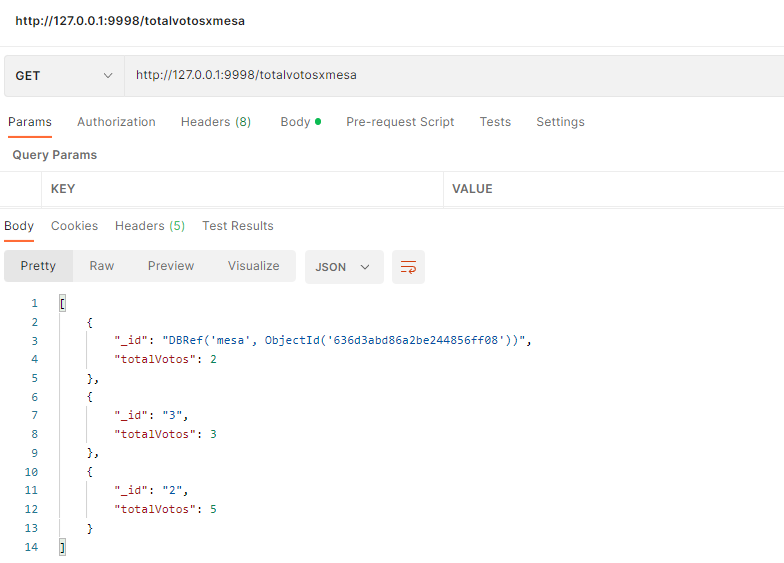 http://127.0.0.1:9998/totalvotosxmesa
GET http://127.0.0.1:9998/totalvotosxmesa
Params Authorization Headers (8) Body Pre-request Script Tests Settings
Query Params
KEY VALUE
Body Cookies Headers (5) Test Results
Pretty Raw Preview Visualize JSON
1 [
2 {
3 "_id": "DBRef('mesa', ObjectId('636d3abd86a2be244856ff08'))",
4 "totalVotos": 2
5 },
6 {
7 "_id": "3",
8 "totalVotos": 3
9 },
10 {
11 "_id": "2",
12 "totalVotos": 5
13 }
14 ]